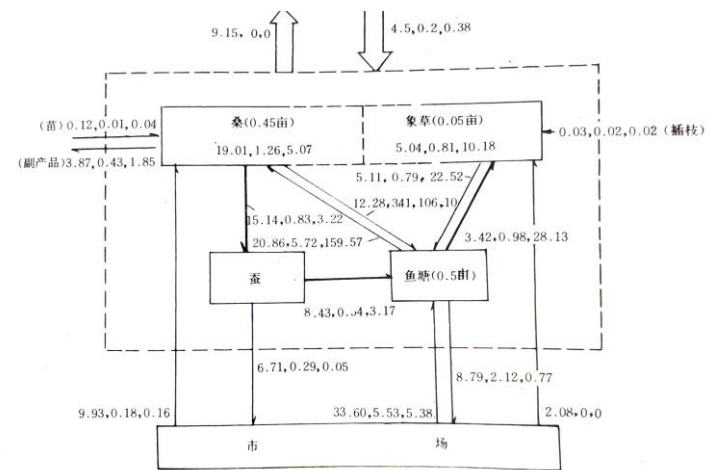 9.15, 0,0
4.5,0.2,0.38
桑(0.45亩)
象草(0.05亩)
(苗)0.12,0.01,0.04
0.03,0.02,0.02 (插枝)
19.01,1.26,5.07
5.04,0.81,10.18
(副产品)3.87,0.43,1.85
5.11,0.79,22.52
12.28,341,106,10
15.14,0.83,3.22
20.86,5.72,159.57
3.42,0.98,28.13
蚕
鱼塘(0.5亩)
8.43,0.54,3.17
6.71,0.29,0.05
8.79,2.12,0.77
9.93,0.18,0.16
33.60,5.53,5.38
2.08,0,0
市 场